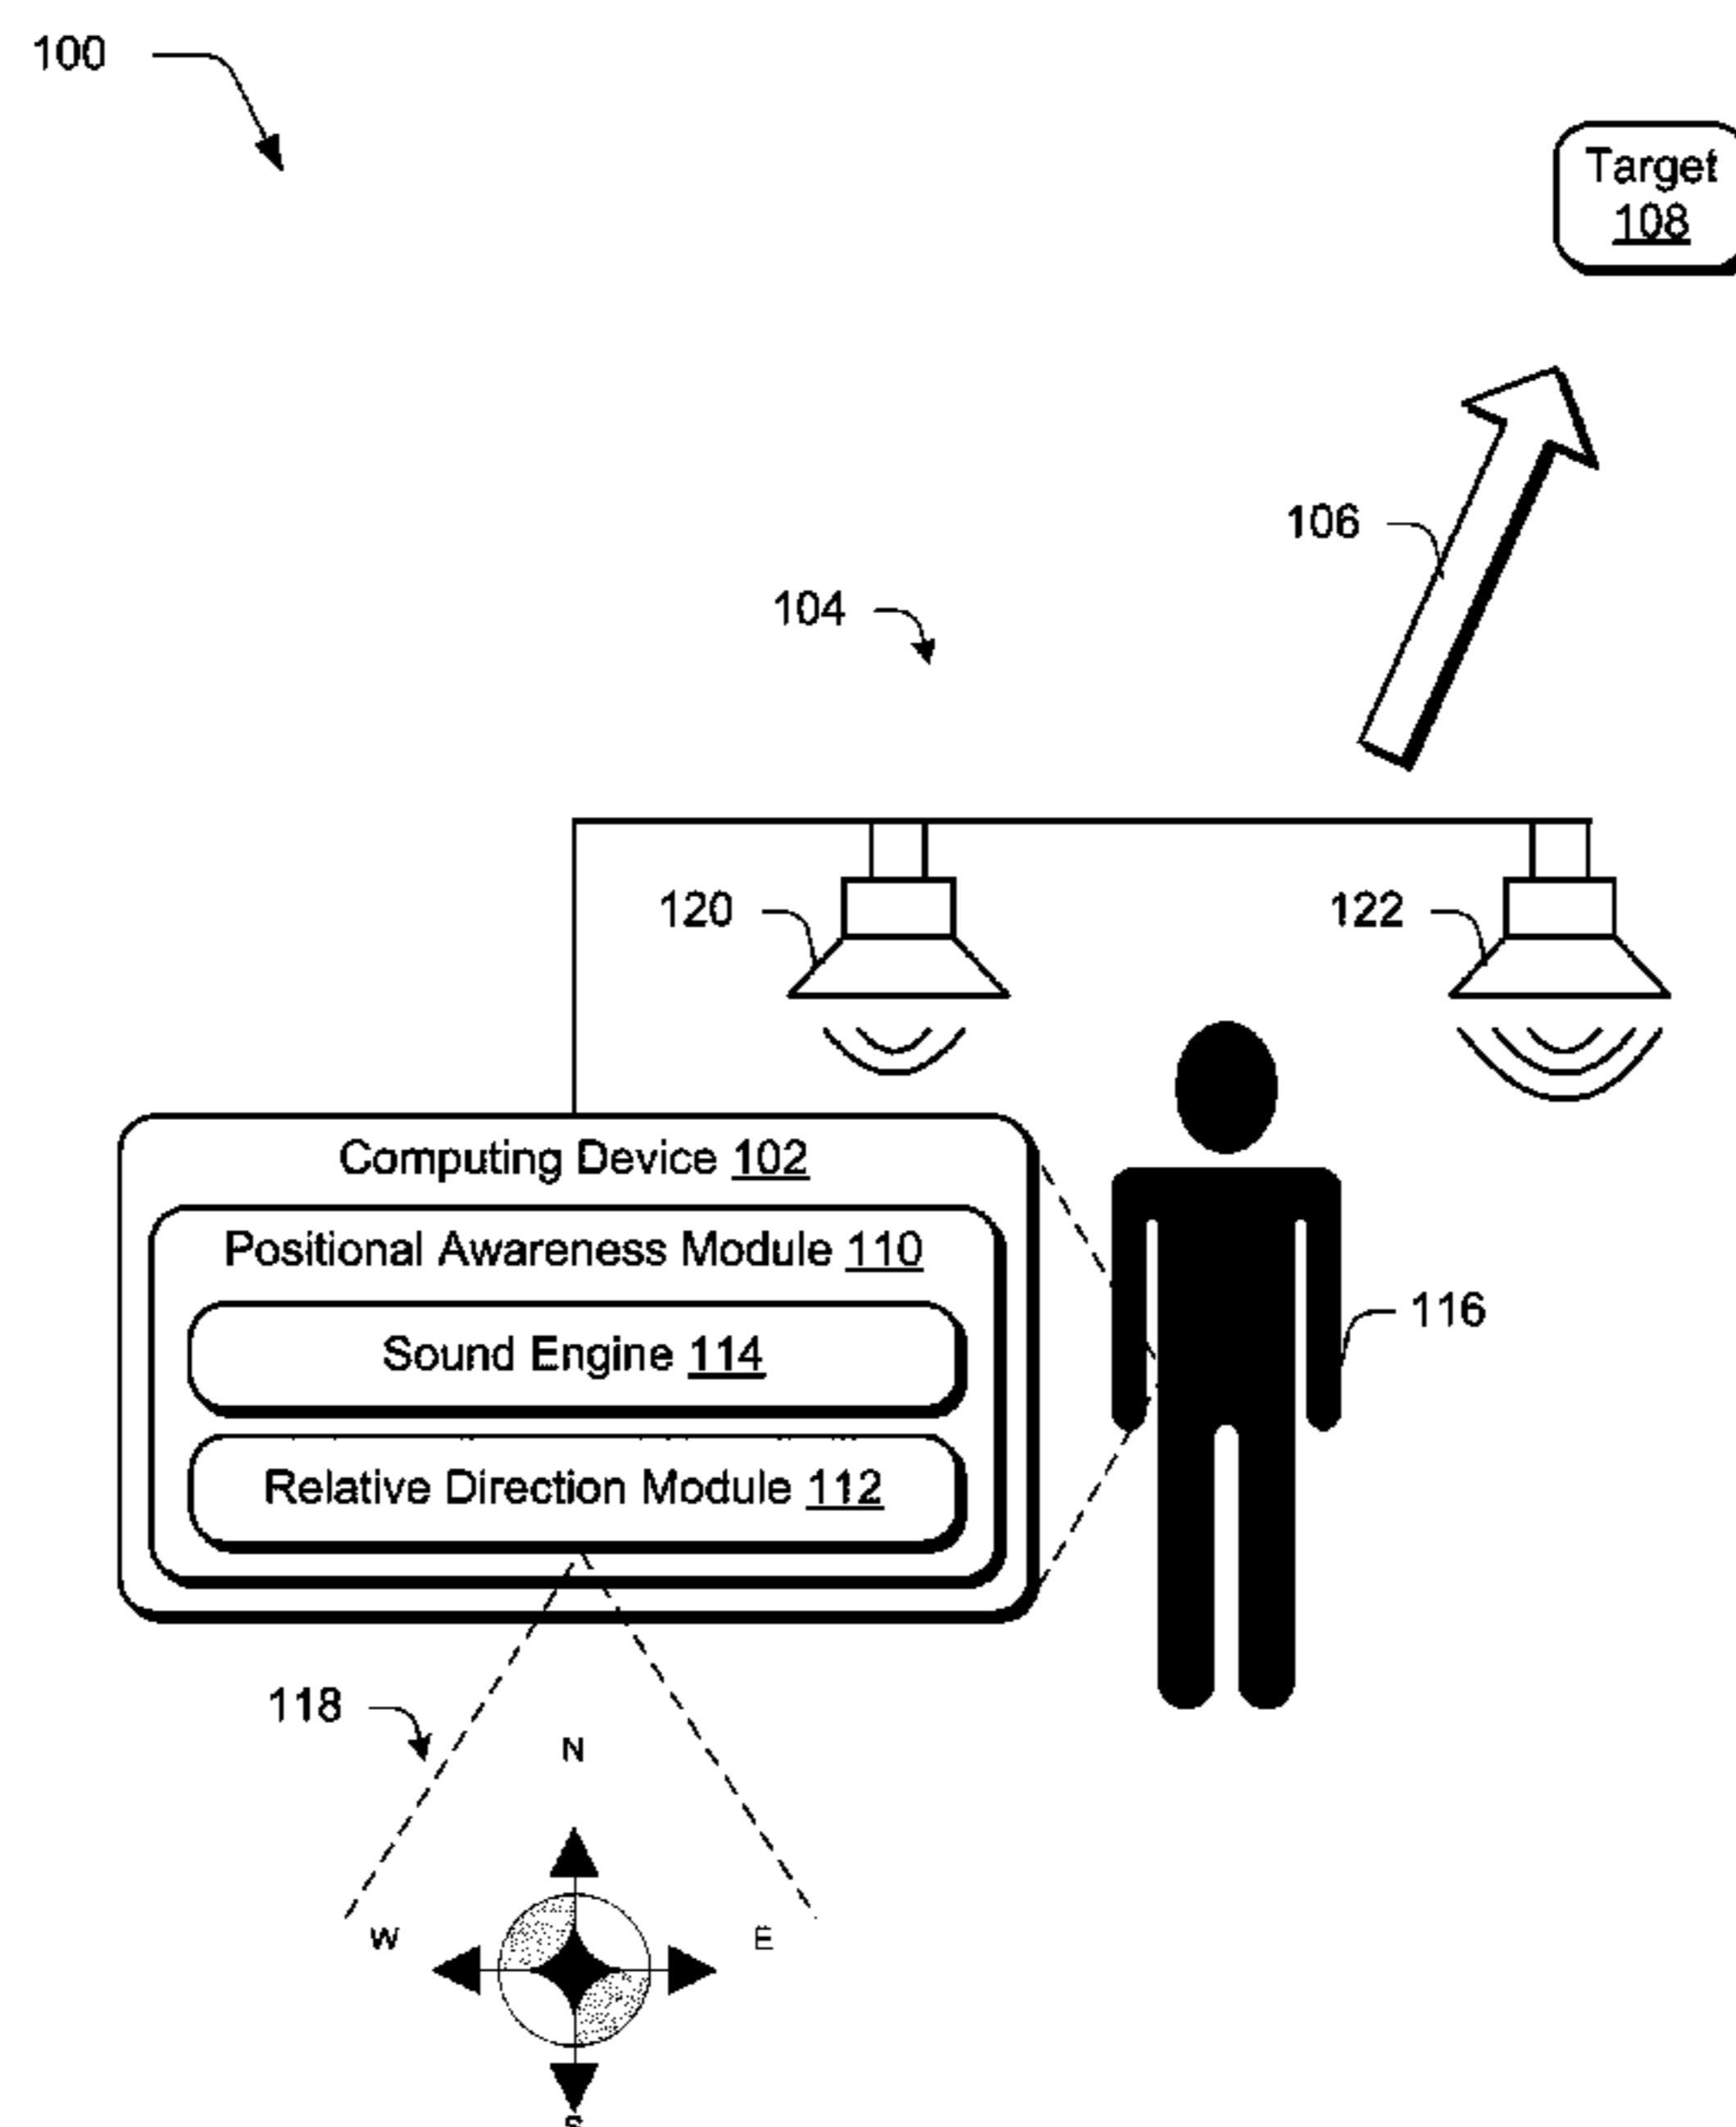 100
Target
108
106
104
120
122
Computing Device 102
Positional Awareness Module 110
Sound Engine 114
116
Relative Direction Module 112
118
N
W
E
S